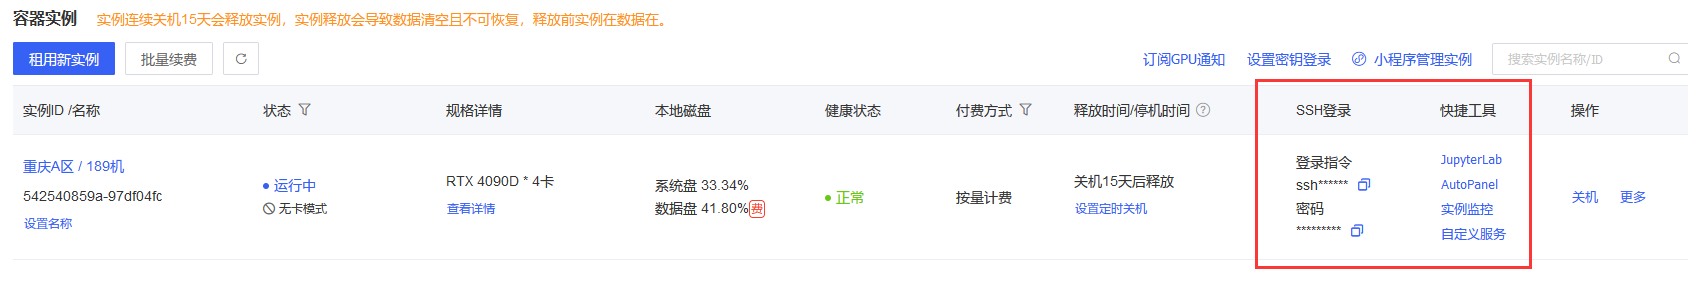 容器实例 实例连续关机15天会释放实例，实例释放会导致数据清空且不可恢复，释放前实例在数据在。
租用新实例 批量续费 订阅GPU通知 设置密钥登录 小程序管理实例 搜索实例名称/ID
实例ID /名称 状态 规格详情 本地磁盘 健康状态 付费方式 释放时间/停机时间 SSH登录 快捷工具 操作
重庆A区 / 189机
542540859a-97df04fc
设置名称
运行中
无卡模式
RTX 4090D * 4卡
查看详情
系统盘 33.34%
数据盘 41.80% 费
正常
按量计费
关机15天后释放
设置定时关机
登录指令
ssh******
密码
*********
JupyterLab
AutoPanel
实例监控
自定义服务
关机 更多